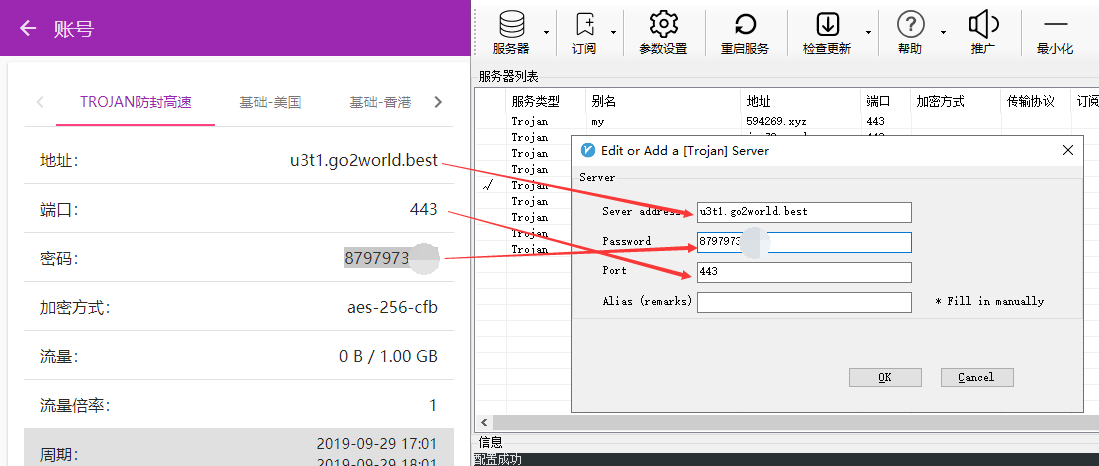 账号
TROJAN防封高速 基础-美国 基础-香港
地址: u3t1.go2world.best
端口: 443
密码: 8797973
加密方式: aes-256-cfb
流量: 0 B / 1.00 GB
流量倍率: 1
周期: 2019-09-29 17:01
2019-09-29 18:01
服务器 订阅 参数设置 重启服务 检查更新 帮助 推广 最小化
服务器列表
服务类型 别名 地址 端口 加密方式 传输协议 订阅
Trojan my 594269.xyz 443
Trojan
Trojan
Trojan
Trojan
Trojan
Trojan
Trojan
Trojan
Edit or Add a [Trojan] Server
Server
Sever address u3t1.go2world.best
Password 8797973
Port 443
Alias (remarks) * Fill in manually
OK Cancel
信息
配置成功